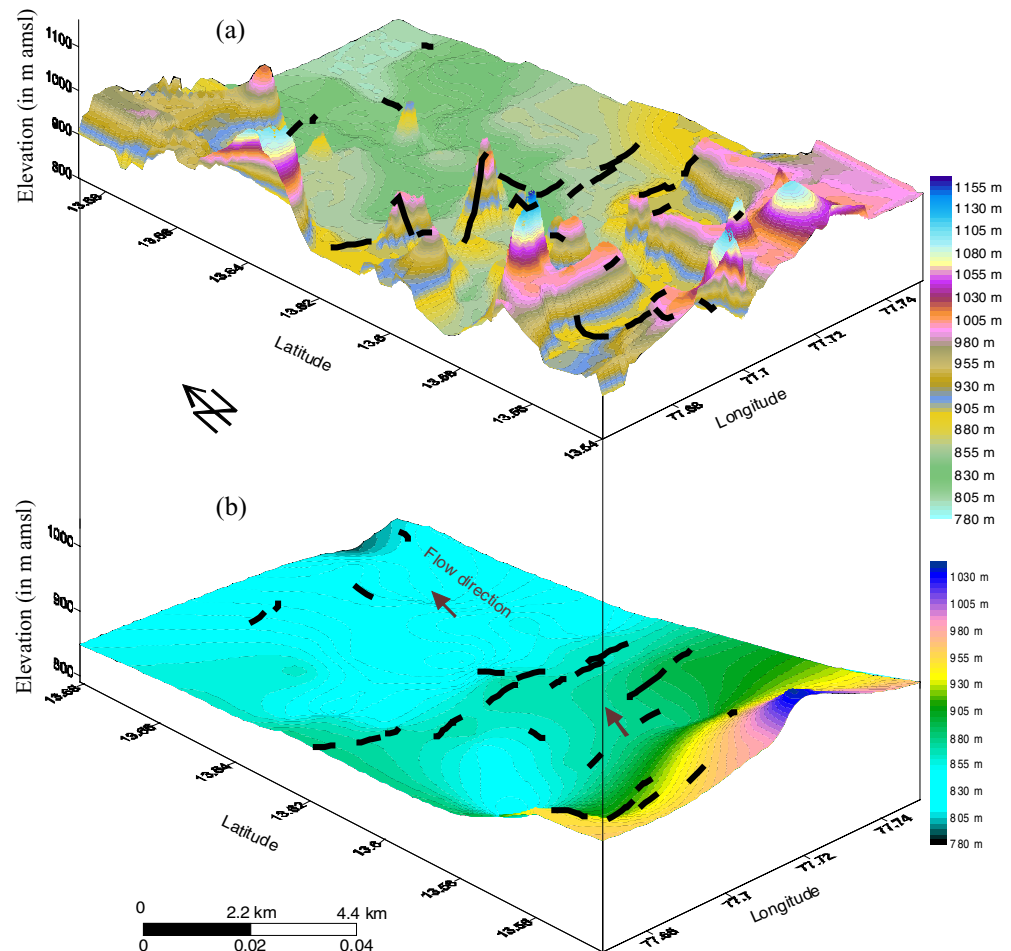 (a)
Elevation (in m amsl)
1100
1000
900
800
13.68
13.66
13.64
13.62
13.6
13.58
13.56
13.54
Latitude
77.68
77.7
77.72
77.74
Longitude
N
1155 m
1130 m
1105 m
1080 m
1055 m
1030 m
1005 m
980 m
955 m
930 m
905 m
880 m
855 m
830 m
805 m
780 m
(b)
Elevation (in m amsl)
1000
900
800
Flow direction
13.68
13.66
13.64
13.62
13.6
13.58
13.56
Latitude
77.7
77.72
77.74
Longitude
1030 m
1005 m
980 m
955 m
930 m
905 m
880 m
855 m
830 m
805 m
780 m
0 2.2 km 4.4 km
0 0.02 0.04